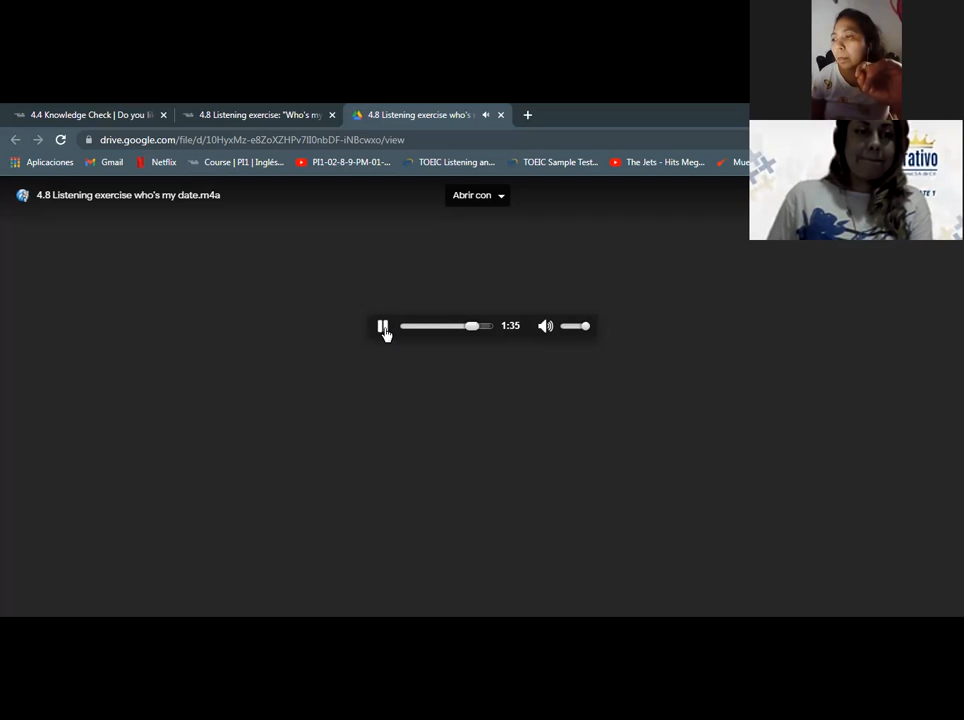 4.4 Knowledge Check | Do you li
4.8 Listening exercise: "Who's my
4.8 Listening exercise who's
drive.google.com/file/d/10HyxMz-e8ZoXZHPv7lI0nbDF-iNBcwxo/view
Aplicaciones
Gmail
Netflix
Course | PI1 | Inglés...
PI1-02-8-9-PM-01-...
TOEIC Listening an...
TOEIC Sample Test...
The Jets - Hits Meg...
Mue
4.8 Listening exercise who's my date.m4a
Abrir con
1:35
rativo